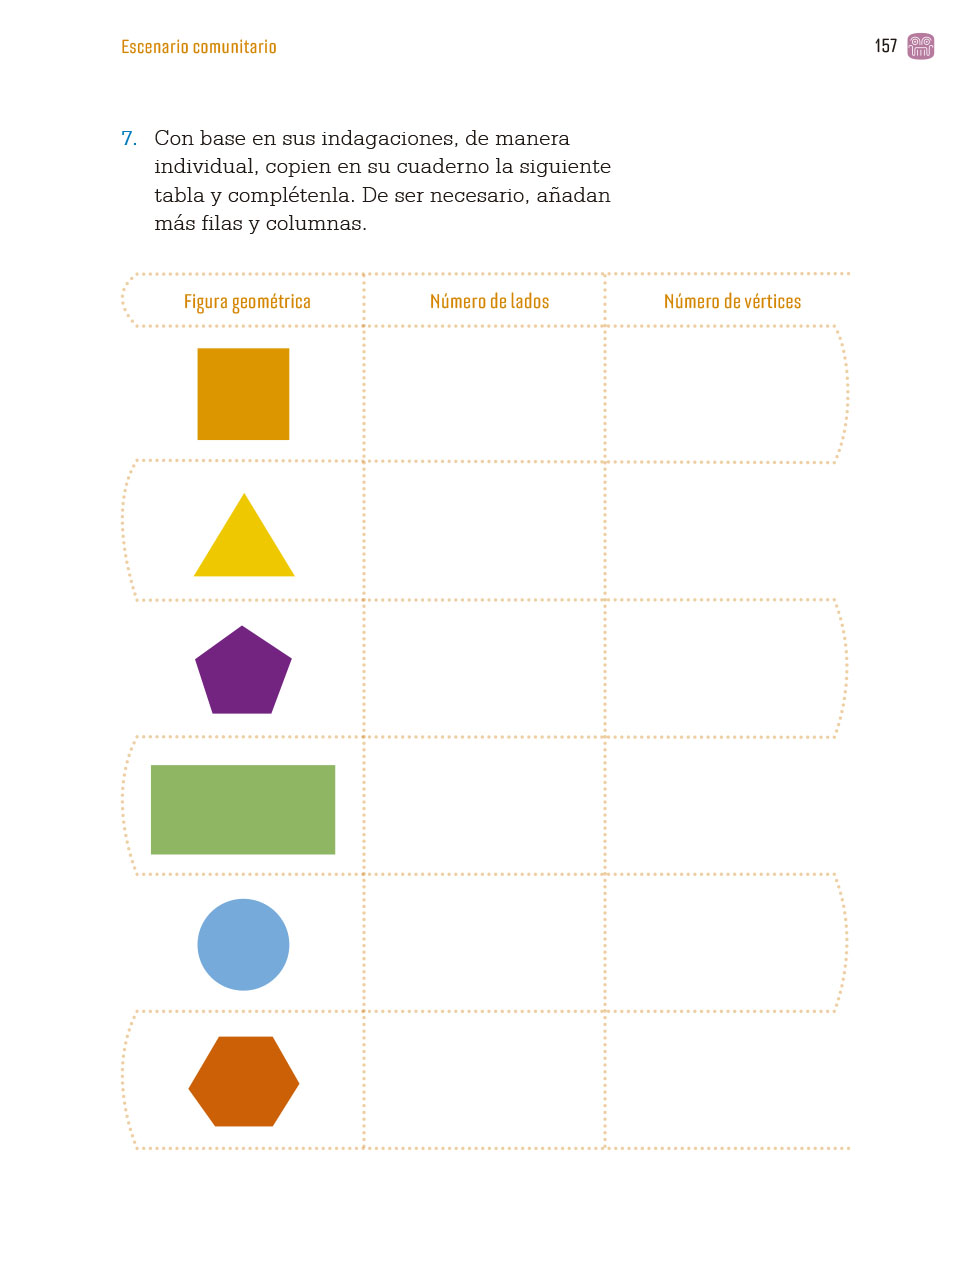 Escenario comunitario
157
7. Con base en sus indagaciones, de manera
individual, copien en su cuaderno la siguiente
tabla y complétenla. De ser necesario, añadan
más filas y columnas.
Figura geométrica Número de lados Número de vértices